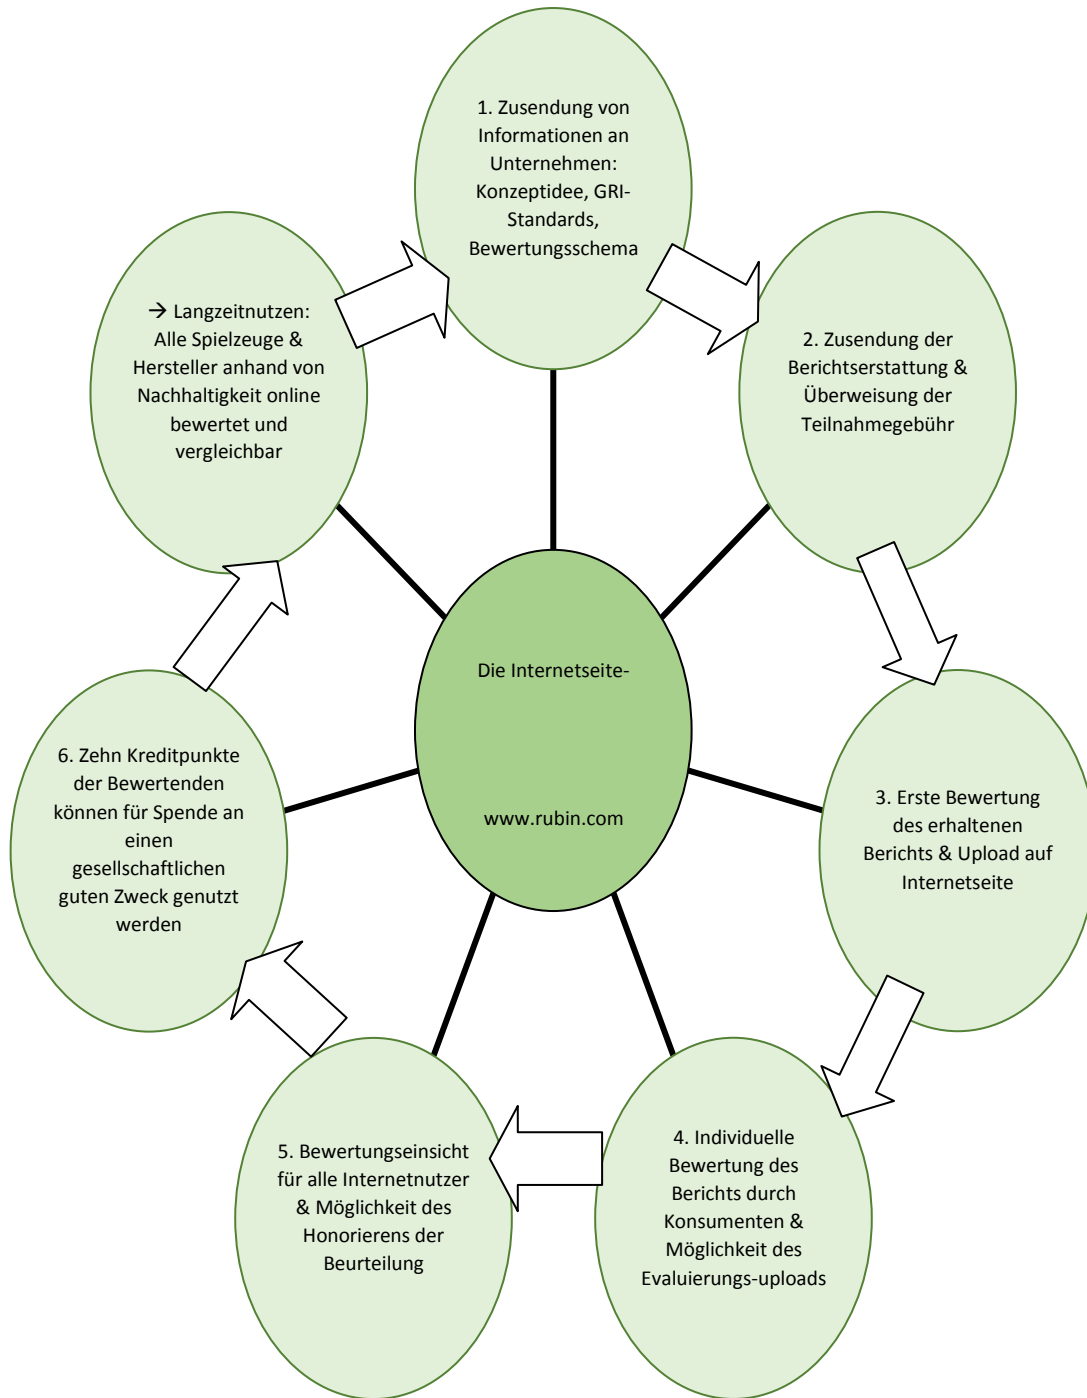 1. Zusendung von
Informationen an
Unternehmen:
Konzeptidee, GRI-
Standards,
Bewertungsschema
2. Zusendung der
Berichtserstattung &
Überweisung der
Teilnahmegebühr
3. Erste Bewertung
des erhaltenen
Berichts & Upload auf
Internetseite
4. Individuelle
Bewertung des
Berichts durch
Konsumenten &
Möglichkeit des
Evaluierungs-uploads
5. Bewertungseinsicht
für alle Internetnutzer
& Möglichkeit des
Honorierens der
Beurteilung
6. Zehn Kreditpunkte
der Bewertenden
können für Spende an
einen
gesellschaftlichen
guten Zweck genutzt
werden
→ Langzeitnutzen:
Alle Spielzeuge &
Hersteller anhand von
Nachhaltigkeit online
bewertet und
vergleichbar
Die Internetseite-
www.rubin.com